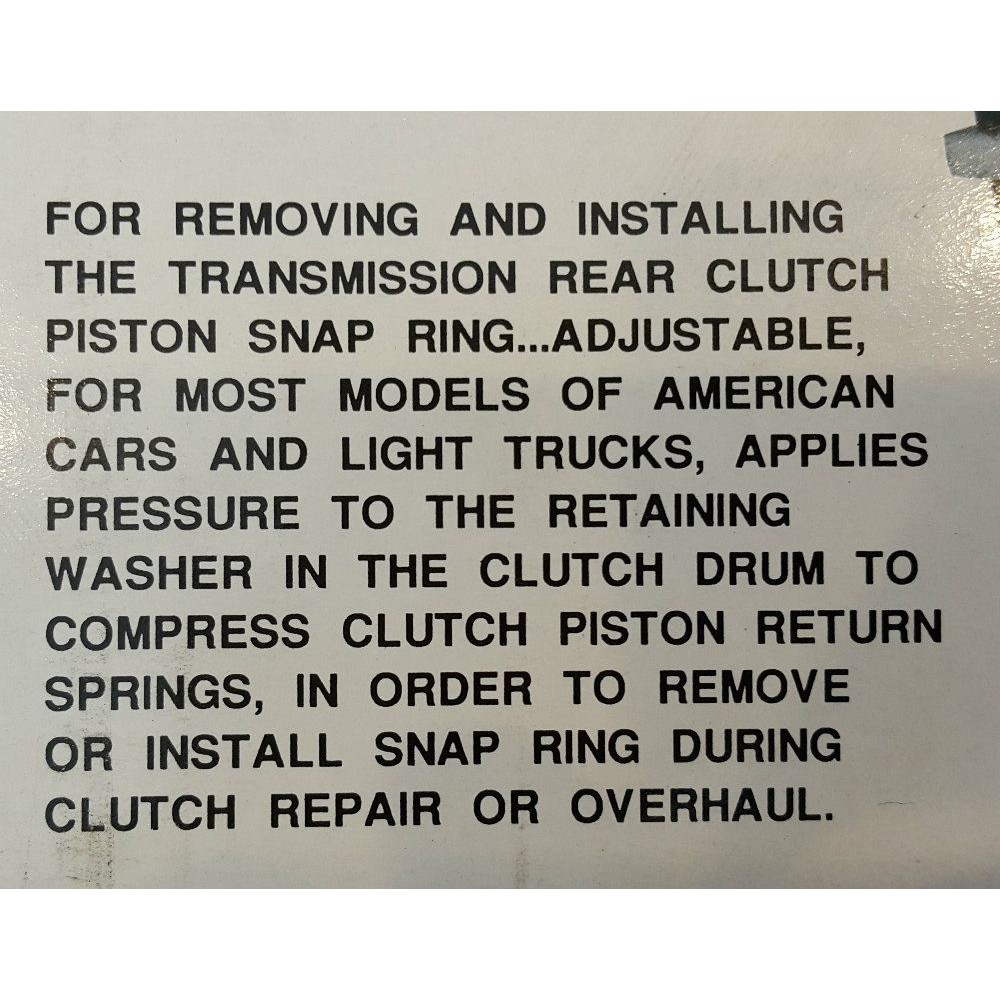 FOR REMOVING AND INSTALLING
THE TRANSMISSION REAR CLUTCH
PISTON SNAP RING...ADJUSTABLE,
FOR MOST MODELS OF AMERICAN
CARS AND LIGHT TRUCKS, APPLIES
PRESSURE TO THE RETAINING
WASHER IN THE CLUTCH DRUM TO
COMPRESS CLUTCH PISTON RETURN
SPRINGS, IN ORDER TO REMOVE
OR INSTALL SNAP RING DURING
CLUTCH REPAIR OR OVERHAUL.